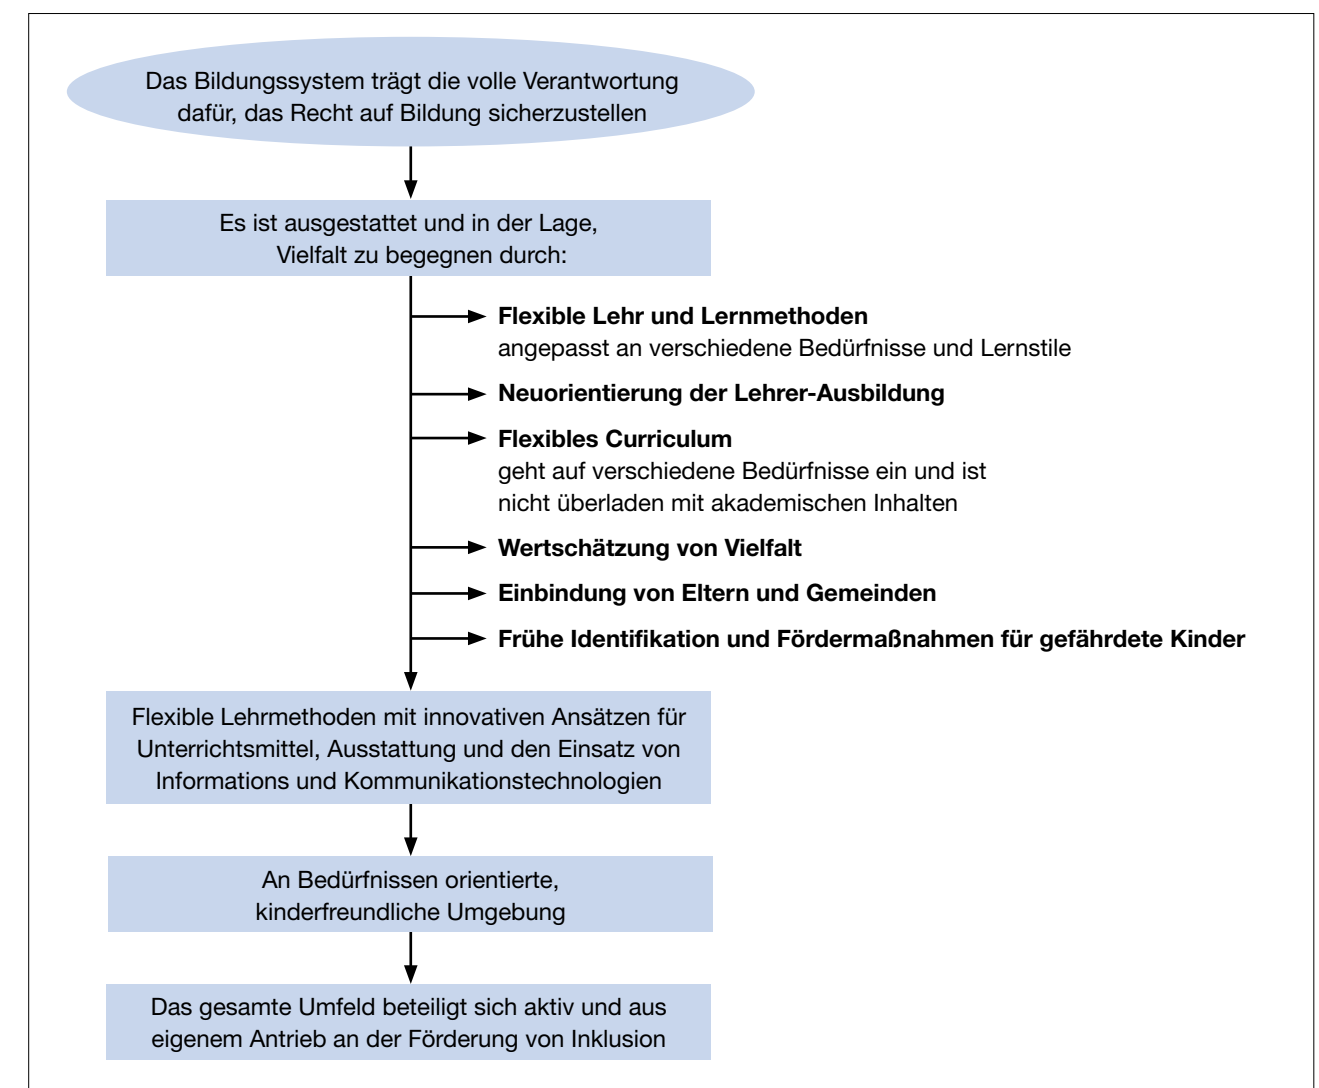 Das Bildungssystem trägt die volle Verantwortung
dafür, das Recht auf Bildung sicherzustellen
Es ist ausgestattet und in der Lage,
Vielfalt zu begegnen durch:
Flexible Lehr und Lernmethoden
angepasst an verschiedene Bedürfnisse und Lernstile
Neuorientierung der Lehrer-Ausbildung
Flexibles Curriculum
geht auf verschiedene Bedürfnisse ein und ist
nicht überladen mit akademischen Inhalten
Wertschätzung von Vielfalt
Einbindung von Eltern und Gemeinden
Frühe Identifikation und Fördermaßnahmen für gefährdete Kinder
Flexible Lehrmethoden mit innovativen Ansätzen für
Unterrichtsmittel, Ausstattung und den Einsatz von
Informations und Kommunikationstechnologien
An Bedürfnissen orientierte,
kinderfreundliche Umgebung
Das gesamte Umfeld beteiligt sich aktiv und aus
eigenem Antrieb an der Förderung von Inklusion